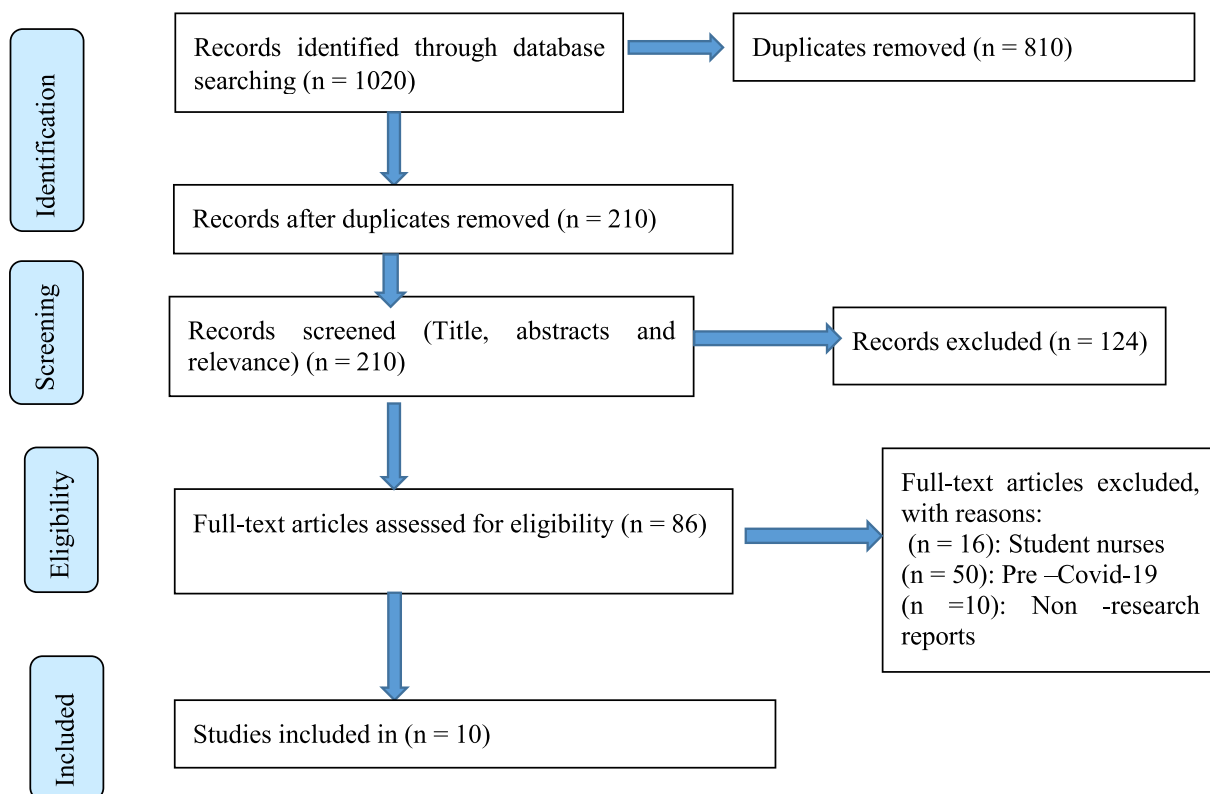 Identification
Records identified through database
searching (n = 1020)
Duplicates removed (n = 810)
Records after duplicates removed (n = 210)
Screening
Records screened (Title, abstracts and
relevance) (n = 210)
Records excluded (n = 124)
Eligibility
Full-text articles assessed for eligibility (n = 86)
Full-text articles excluded,
with reasons:
(n = 16): Student nurses
(n = 50): Pre –Covid-19
(n =10): Non -research
reports
Included
Studies included in (n = 10)